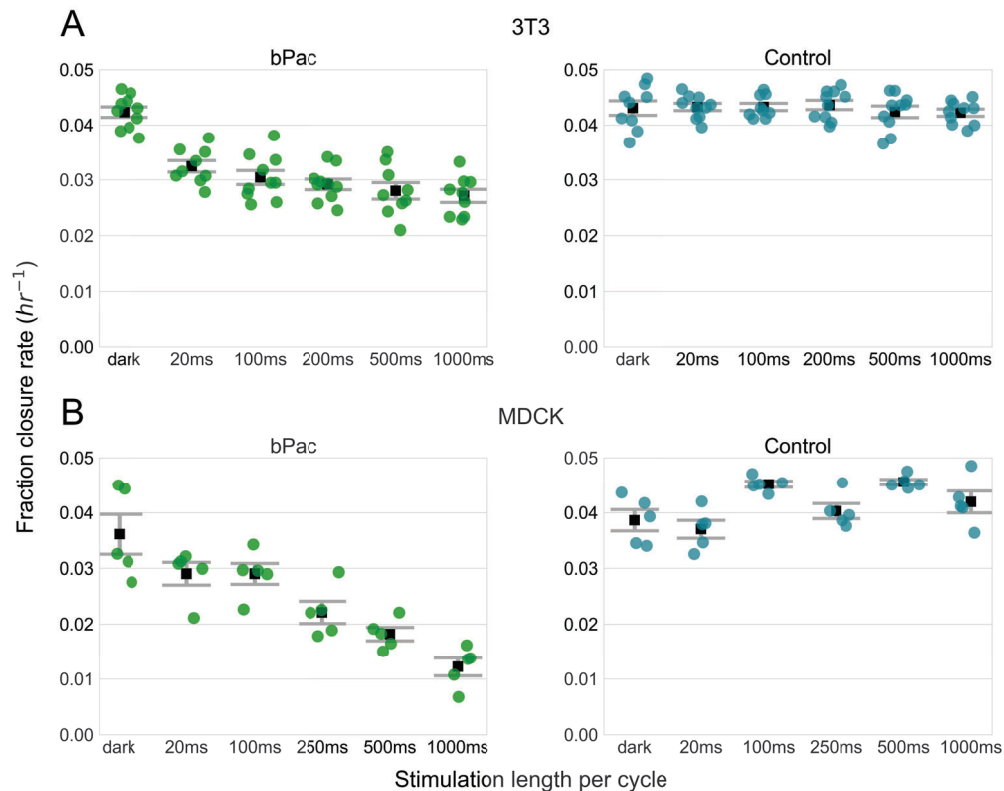 A
3T3
bPac
Control
0.05
0.04
0.03
0.02
0.01
0.00
dark 20ms 100ms 200ms 500ms 1000ms
0.05
0.04
0.03
0.02
0.01
0.00
dark 20ms 100ms 200ms 500ms 1000ms
Fraction closure rate (hr⁻¹)
B
MDCK
bPac
Control
0.05
0.04
0.03
0.02
0.01
0.00
dark 20ms 100ms 250ms 500ms 1000ms
0.05
0.04
0.03
0.02
0.01
0.00
dark 20ms 100ms 250ms 500ms 1000ms
Stimulation length per cycle